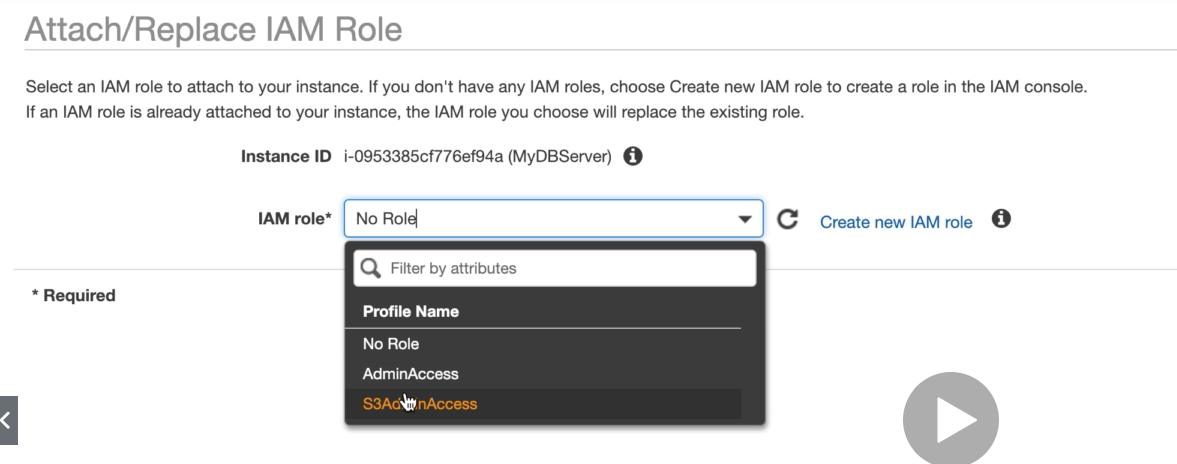 Attach/Replace IAM Role
Select an IAM role to attach to your instance. If you don't have any IAM roles, choose Create new IAM role to create a role in the IAM console.
If an IAM role is already attached to your instance, the IAM role you choose will replace the existing role.
Instance ID i-0953385cf776ef94a (MyDBServer)
IAM role* No Role Create new IAM role
Filter by attributes
* Required
Profile Name
No Role
AdminAccess
S3AdminAccess